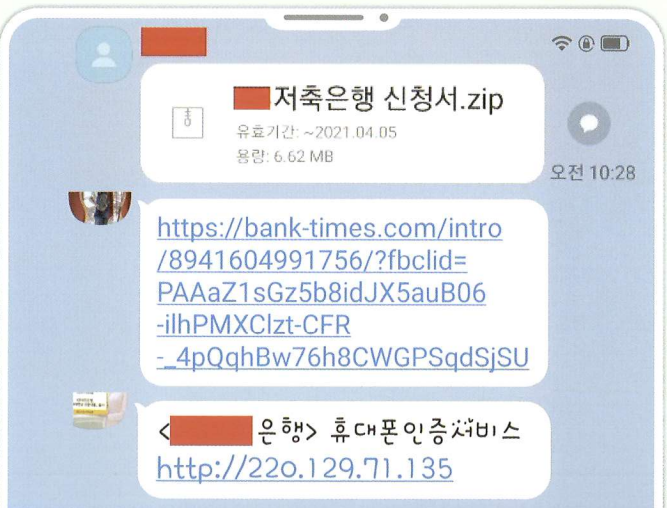 저축은행 신청서.zip
유효기간: ~2021.04.05
용량: 6.62 MB
오전 10:28
https://bank-times.com/intro
/8941604991756/?fbclid=
PAAaZ1sGz5b8idJX5auB06
-ilhPMXClzt-CFR
-_4pQqhBw76h8CWGPSqdSjSU
< 은행> 휴대폰인증서비스
http://220.129.71.135